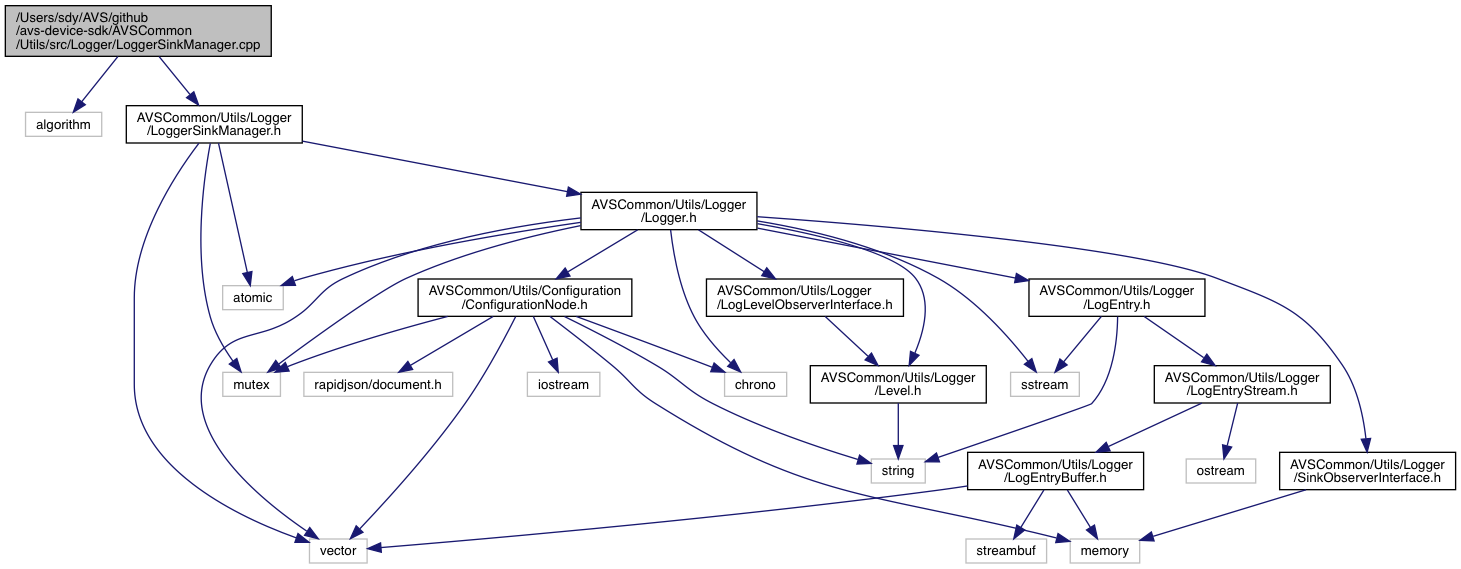 /Users/sdy/AVS/github
/avs-device-sdk/AVSCommon
/Utils/src/Logger/LoggerSinkManager.cpp
algorithm
AVSCommon/Utils/Logger
/LoggerSinkManager.h
AVSCommon/Utils/Logger
/Logger.h
atomic
AVSCommon/Utils/Configuration
/ConfigurationNode.h
AVSCommon/Utils/Logger
/LogLevelObserverInterface.h
AVSCommon/Utils/Logger
/LogEntry.h
mutex
rapidjson/document.h
iostream
chrono
AVSCommon/Utils/Logger
/Level.h
sstream
AVSCommon/Utils/Logger
/LogEntryStream.h
string
AVSCommon/Utils/Logger
/LogEntryBuffer.h
ostream
AVSCommon/Utils/Logger
/SinkObserverInterface.h
vector
streambuf
memory